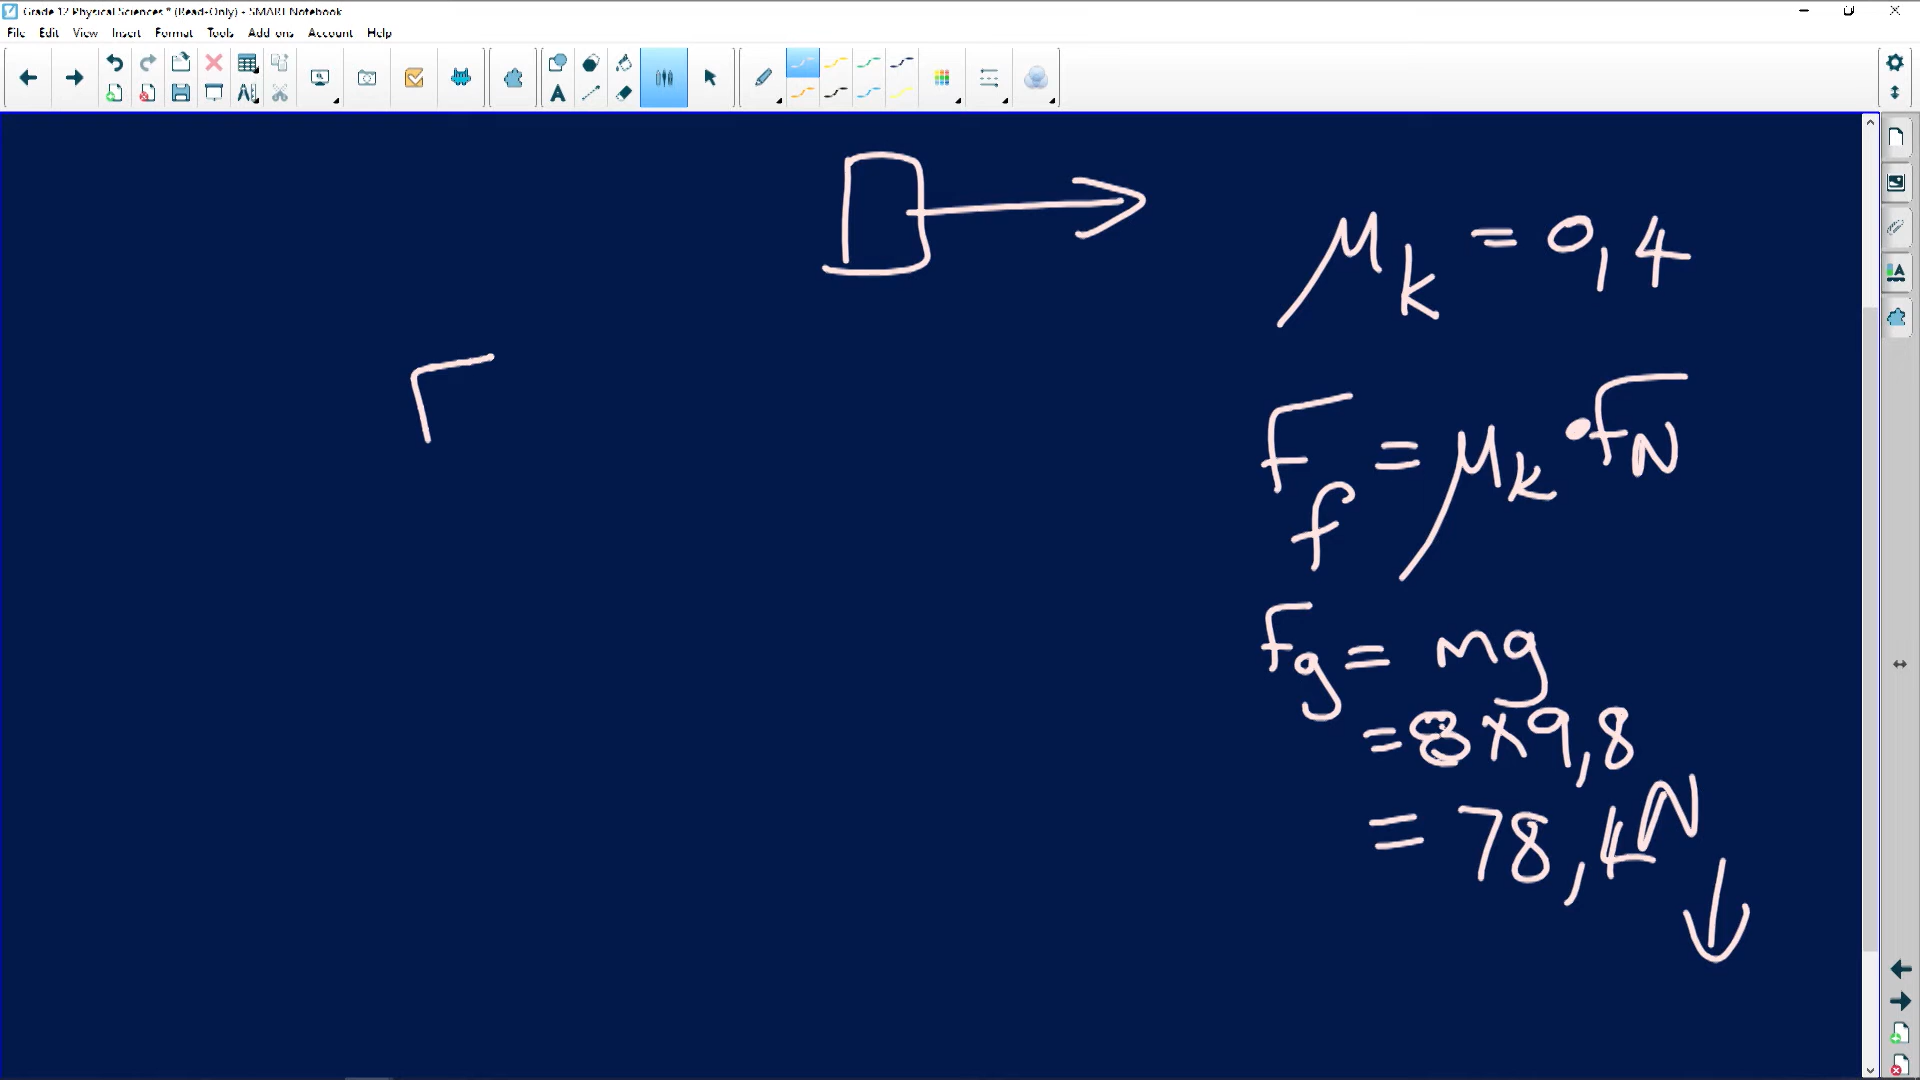 Grade 12 Physical Sciences * (Read-Only) - SMART Notebook
File Edit View Insert Format Tools Add-ons Account Help
μk = 0,4
Ff = μk • FN
Fg = mg
= 8 × 9,8
= 78,4N